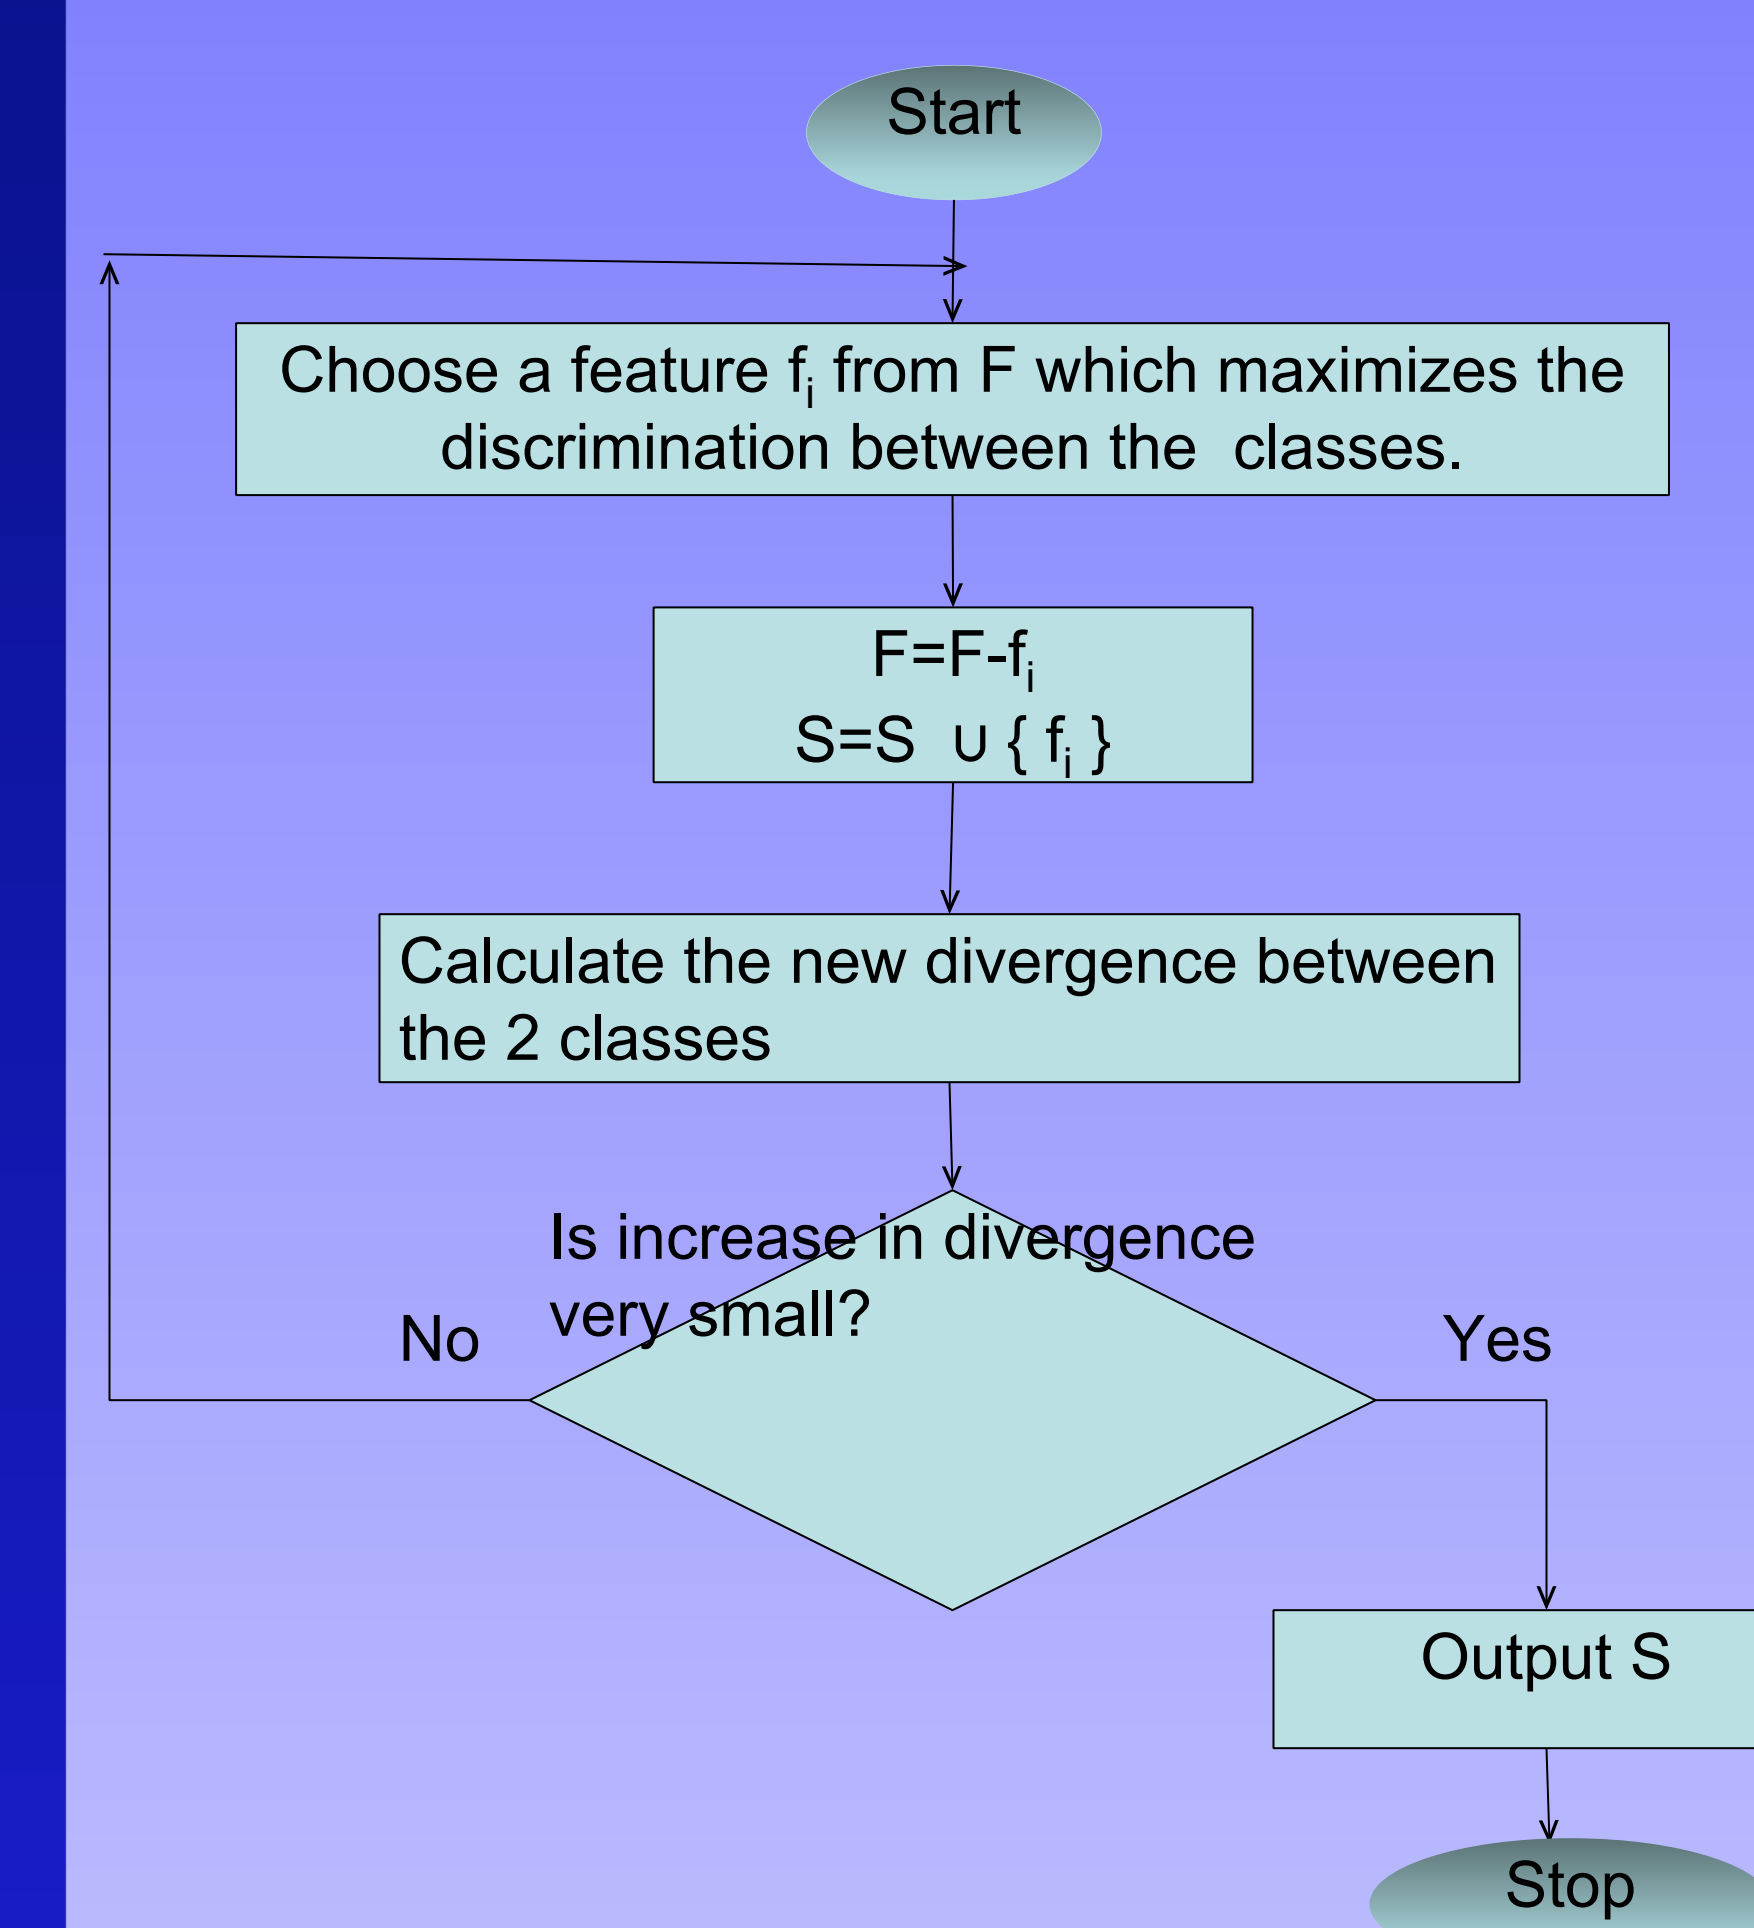 Start
Choose a feature fᵢ from F which maximizes the
discrimination between the classes.
F=F-fᵢ
S=S ∪ { fᵢ }
Calculate the new divergence between
the 2 classes
Is increase in divergence
very small?
No
Yes
Output S
Stop